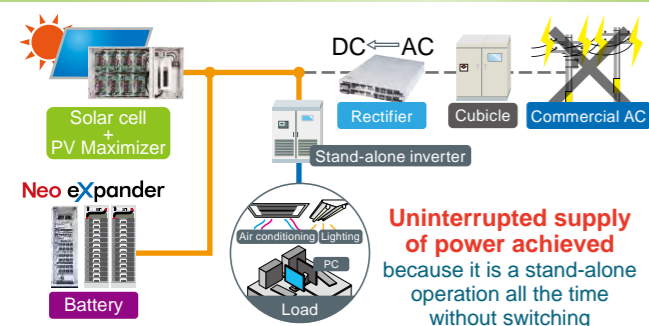 DC⇐AC
Solar cell
+
PV Maximizer
Rectifier
Cubicle
Commercial AC
Stand-alone inverter
Neo eXpander
Battery
Air conditioning
Lighting
PC
Load
Uninterrupted supply
of power achieved
because it is a stand-alone
operation all the time
without switching